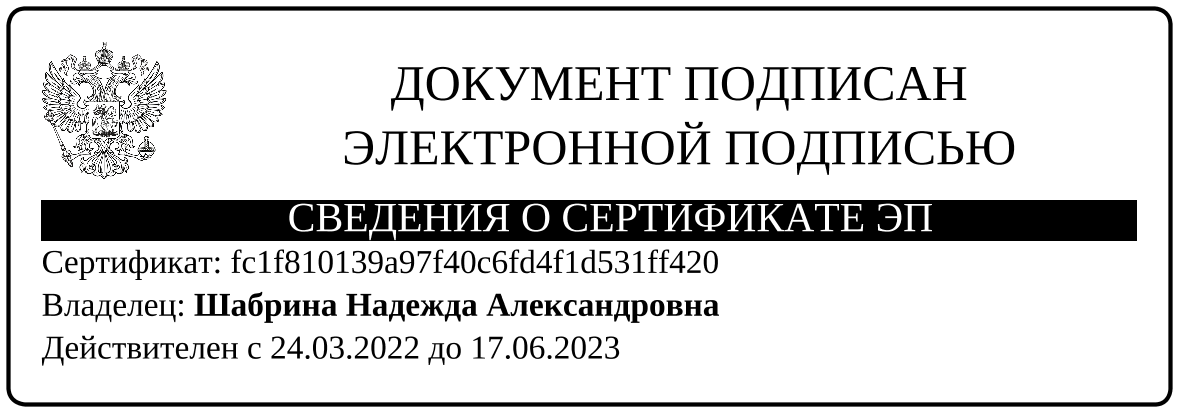 ДОКУМЕНТ ПОДПИСАН
ЭЛЕКТРОННОЙ ПОДПИСЬЮ
СВЕДЕНИЯ О СЕРТИФИКАТЕ ЭП
Сертификат: fc1f810139a97f40c6fd4f1d531ff420
Владелец: Шабрина Надежда Александровна
Действителен с 24.03.2022 до 17.06.2023